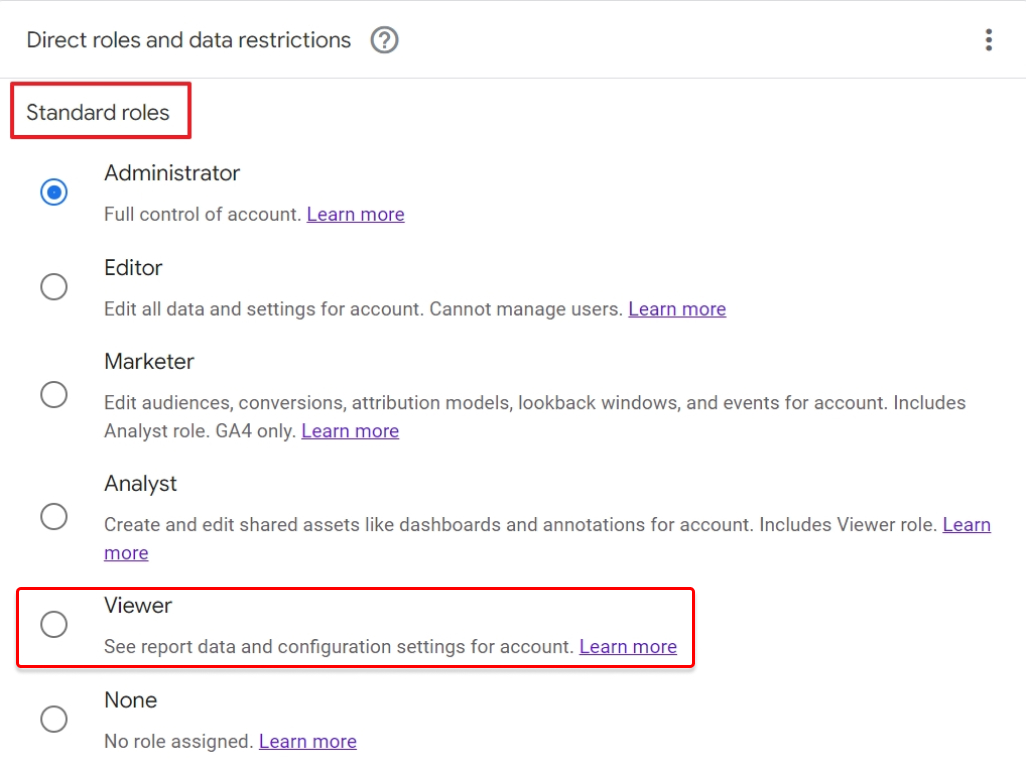 Direct roles and data restrictions
Standard roles
Administrator
Full control of account. Learn more
Editor
Edit all data and settings for account. Cannot manage users. Learn more
Marketer
Edit audiences, conversions, attribution models, lookback windows, and events for account. Includes
Analyst role. GA4 only. Learn more
Analyst
Create and edit shared assets like dashboards and annotations for account. Includes Viewer role. Learn
more
Viewer
See report data and configuration settings for account. Learn more
None
No role assigned. Learn more